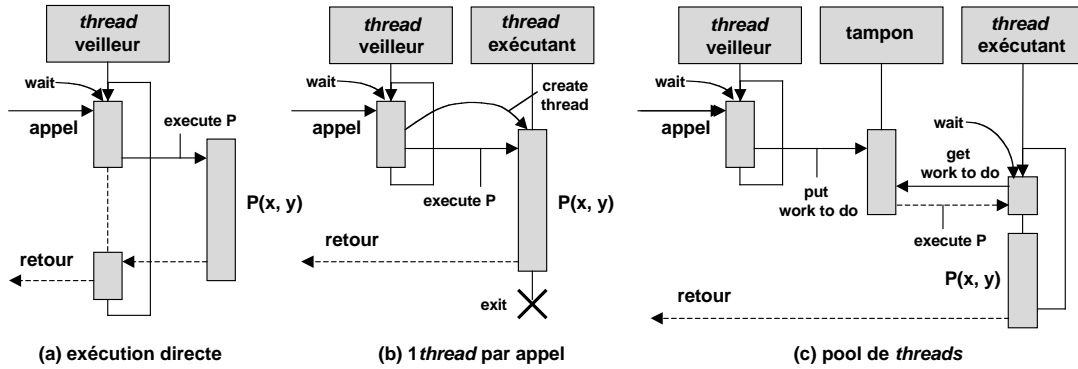 thread
veilleur
wait
appel
execute P
P(x, y)
retour
(a) exécution directe
thread
veilleur
thread
exécutant
wait
create
thread
appel
execute P
P(x, y)
retour
exit
(b) 1 thread par appel
thread
veilleur
tampon
thread
exécutant
wait
appel
wait
get
work to do
put
work to do
execute P
P(x, y)
retour
(c) pool de threads